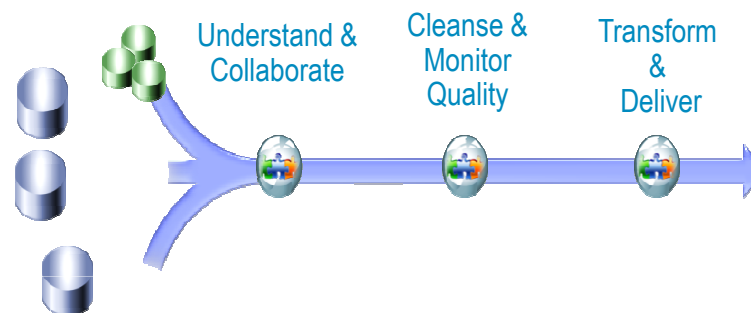 Understand &
Collaborate
Cleanse &
Monitor
Quality
Transform
&
Deliver